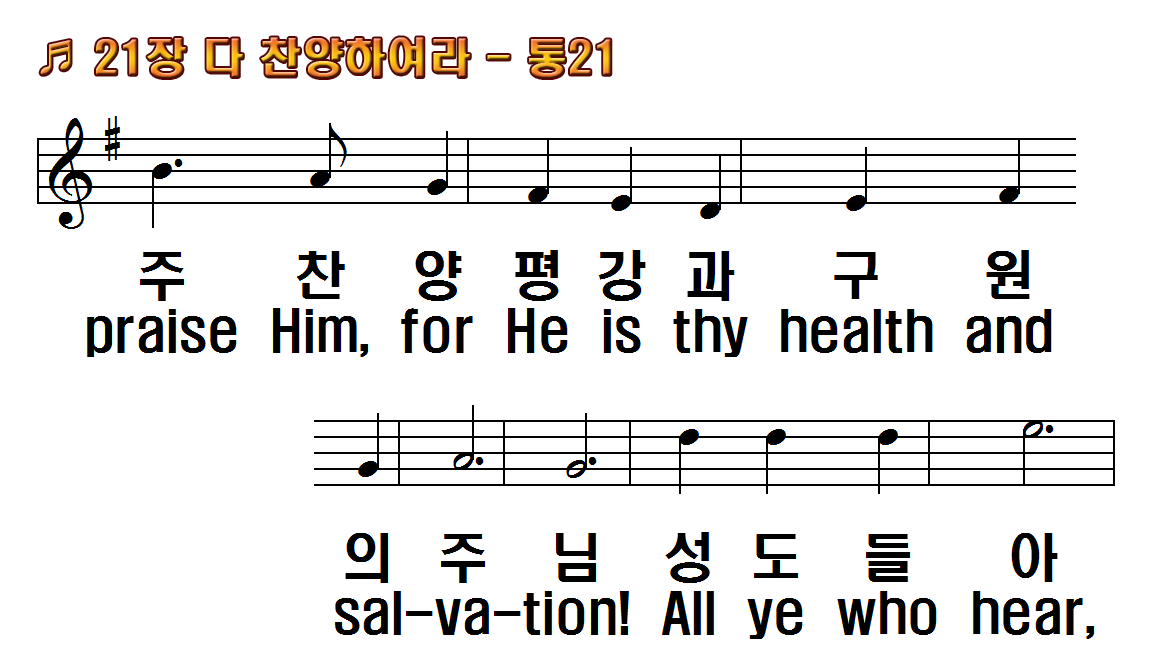 21장 다 찬양하여라 - 통21
주 찬 양 평 강 과 구 원
praise Him, for He is thy health and
의 주 님 성 도 들 아
sal-va-tion! All ye who hear,